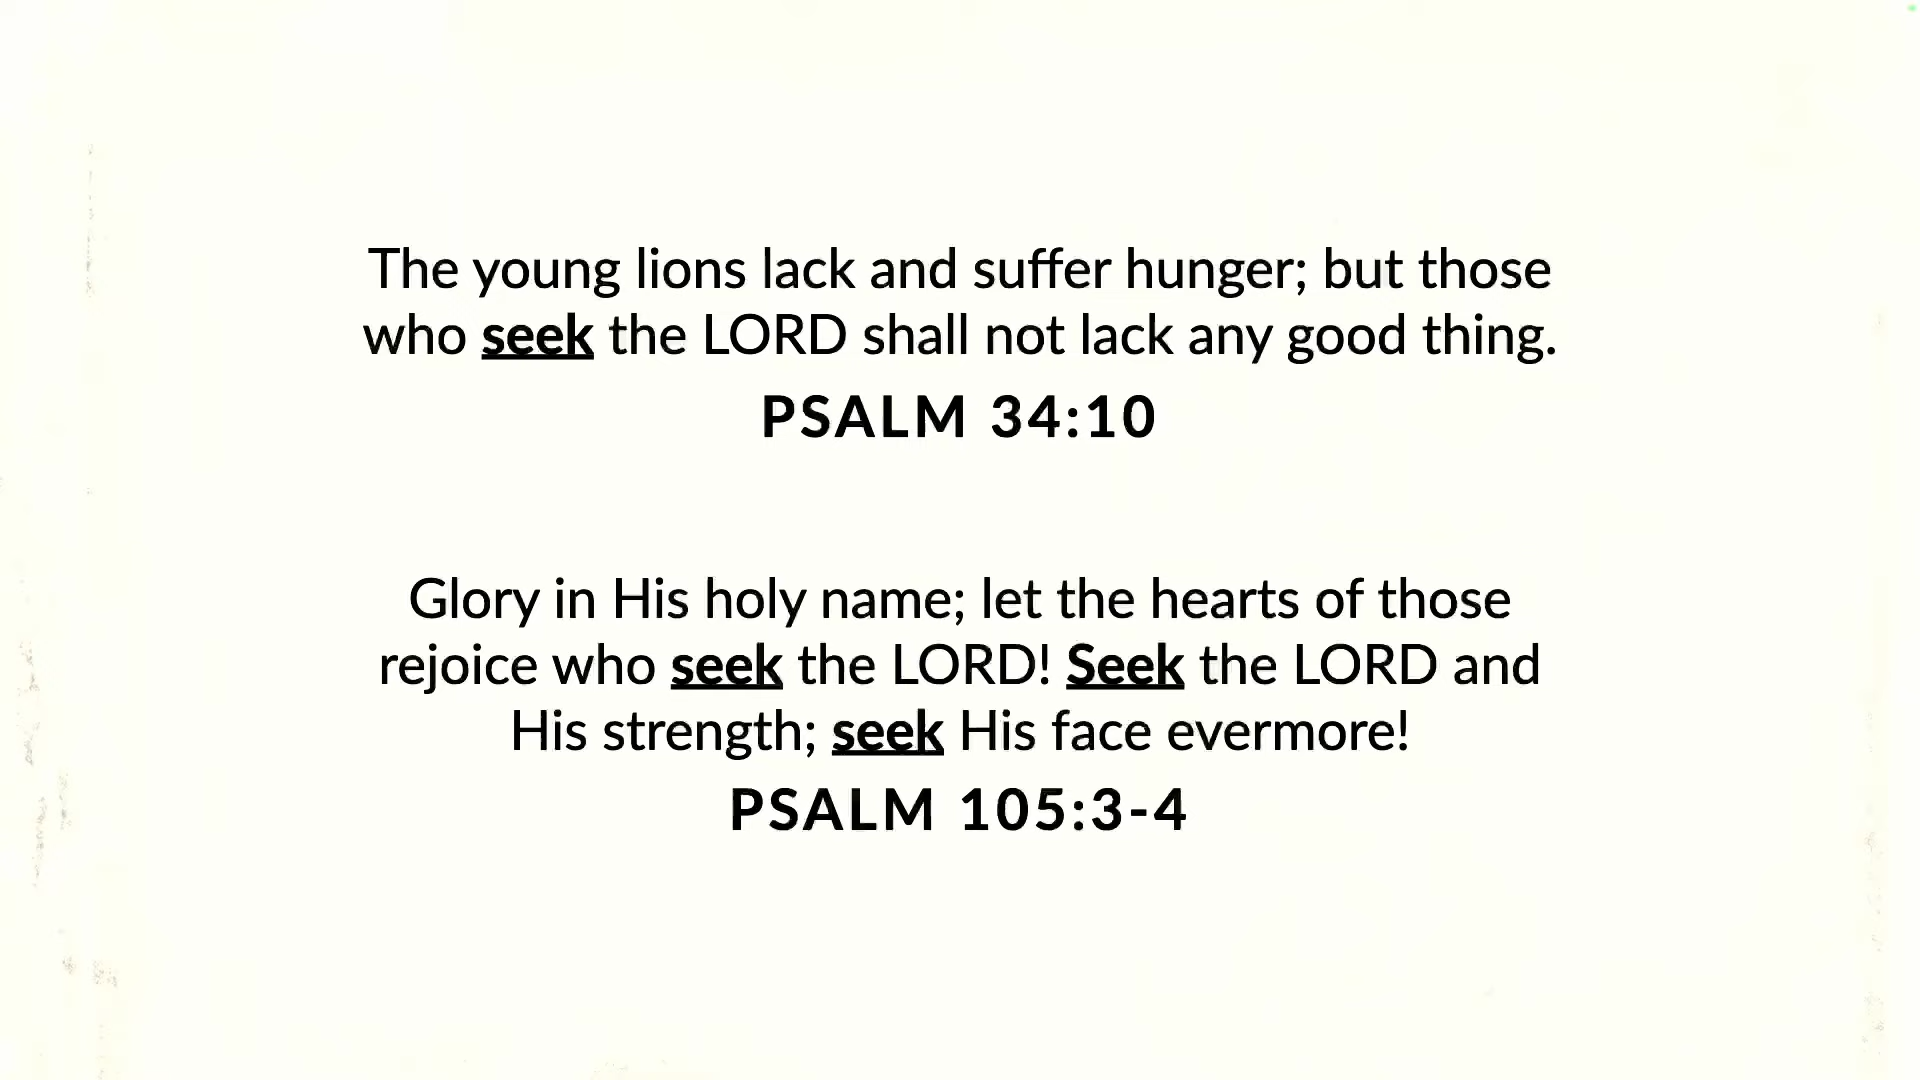 The young lions lack and suffer hunger; but those
who seek the LORD shall not lack any good thing.
PSALM 34:10
Glory in His holy name; let the hearts of those
rejoice who seek the LORD! Seek the LORD and
His strength; seek His face evermore!
PSALM 105:3-4